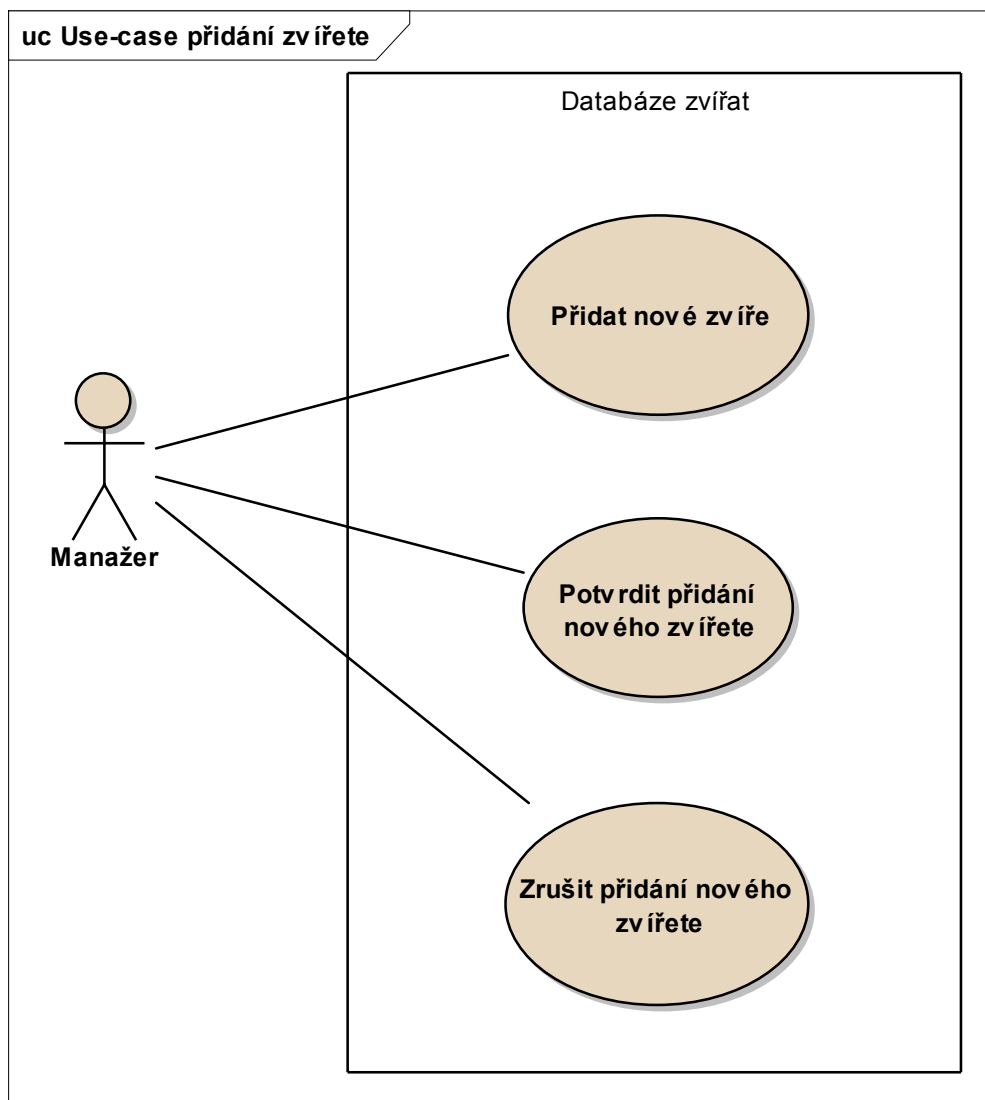 uc Use-case přidání zvířete
Databáze zvířat
Přidat nové zvíře
Manažer
Potvrdit přidání
nového zvířete
Zrušit přidání nového
zvířete